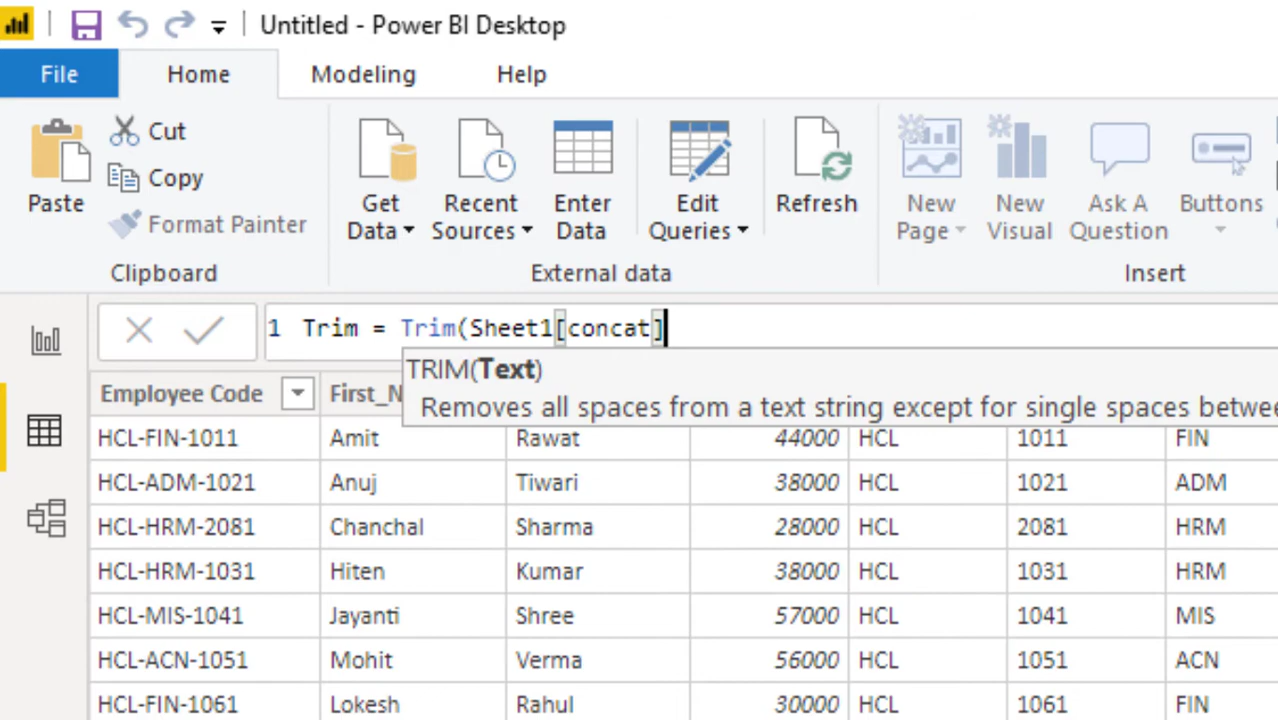 Untitled - Power BI Desktop
File Home Modeling Help
Cut
Copy
Format Painter
Paste
Clipboard
Get Data
Recent Sources
Enter Data
Edit Queries
Refresh
External data
New Page
New Visual
Ask A Question
Buttons
Insert
1 Trim = Trim(Sheet1[concat]
TRIM(Text)
Removes all spaces from a text string except for single spaces
Employee Code First_N
HCL-FIN-1011 Amit Rawat 44000 HCL 1011 FIN
HCL-ADM-1021 Anuj Tiwari 38000 HCL 1021 ADM
HCL-HRM-2081 Chanchal Sharma 28000 HCL 2081 HRM
HCL-HRM-1031 Hiten Kumar 38000 HCL 1031 HRM
HCL-MIS-1041 Jayanti Shree 57000 HCL 1041 MIS
HCL-ACN-1051 Mohit Verma 56000 HCL 1051 ACN
HCL-FIN-1061 Lokesh Rahul 30000 HCL 1061 FIN